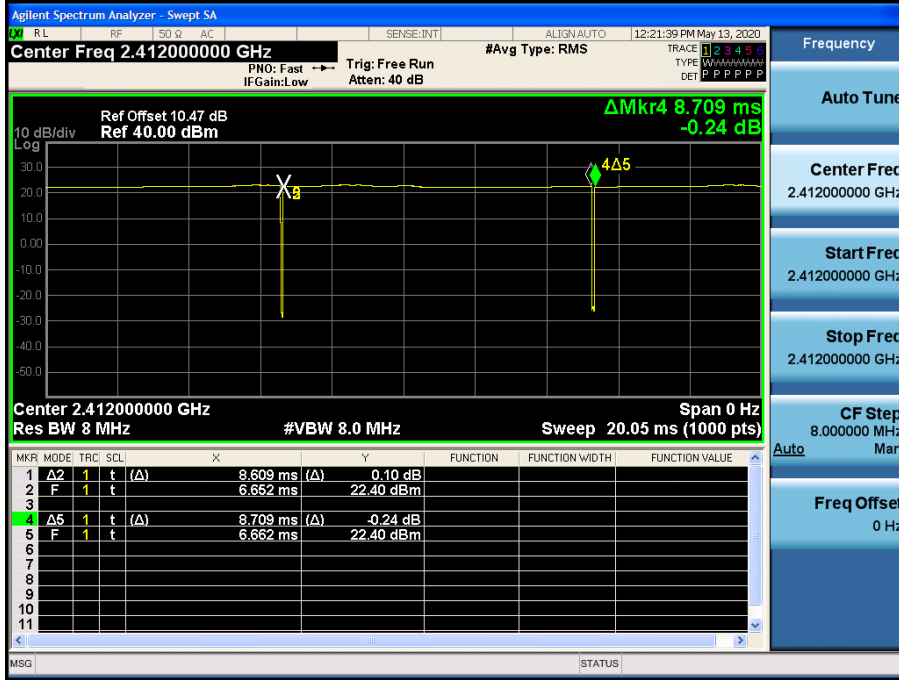 Agilent Spectrum Analyzer - Swept SA
LXI RL RF 50 Ω AC SENSE:INT ALIGN AUTO 12:21:39 PM May 13, 2020
Center Freq 2.412000000 GHz #Avg Type: RMS TRACE 1 2 3 4 5 6
PNO: Fast Trig: Free Run TYPE WWWWWW
IFGain:Low Atten: 40 dB DET P P P P P P
Frequency
Auto Tune
Center Freq
2.412000000 GHz
Start Freq
2.412000000 GHz
Stop Freq
2.412000000 GHz
CF Step
8.000000 MHz
Auto Man
Freq Offset
0 Hz
ΔMkr4 8.709 ms
-0.24 dB
Ref Offset 10.47 dB
10 dB/div Ref 40.00 dBm
Log
30.0
20.0
10.0
0.00
-10.0
-20.0
-30.0
-40.0
-50.0
4Δ5
Center 2.412000000 GHz Span 0 Hz
Res BW 8 MHz #VBW 8.0 MHz Sweep 20.05 ms (1000 pts)
MKR MODE TRC SCL X Y FUNCTION FUNCTION WIDTH FUNCTION VALUE
1 Δ2 1 t (Δ) 8.609 ms (Δ) 0.10 dB
2 F 1 t 6.652 ms 22.40 dBm
3
4 Δ5 1 t (Δ) 8.709 ms (Δ) -0.24 dB
5 F 1 t 6.662 ms 22.40 dBm
6
7
8
9
10
11
MSG STATUS